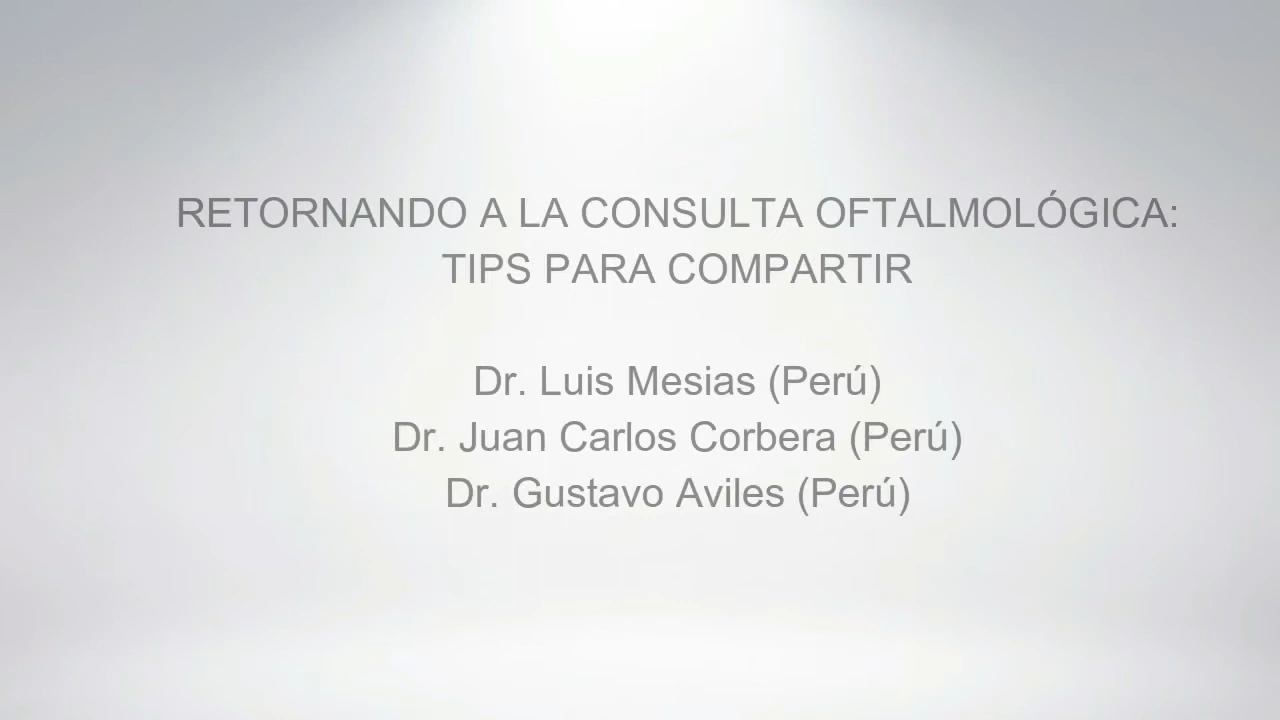 RETORNANDO A LA CONSULTA OFTALMOLÓGICA:
TIPS PARA COMPARTIR
Dr. Luis Mesias (Perú)
Dr. Juan Carlos Corbera (Perú)
Dr. Gustavo Aviles (Perú)